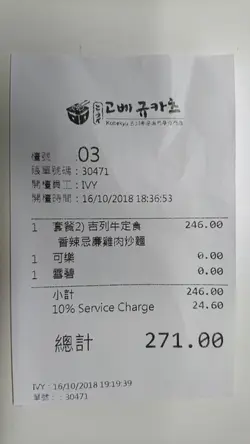 고베규카츠
Kobekyu
檯號 : 03
賬單號碼 : 30471
開檯員工 : IVY
開檯時間 : 16/10/2018 18:36:53
1 套餐2) 吉列牛定食 246.00
香辣忌廉雞肉炒麵
1 可樂 0.00
1 醬碧 0.00
小計 246.00
10% Service Charge 24.60
總計 271.00
IVY : 16/10/2018 19:19:39
單號 : : 30471